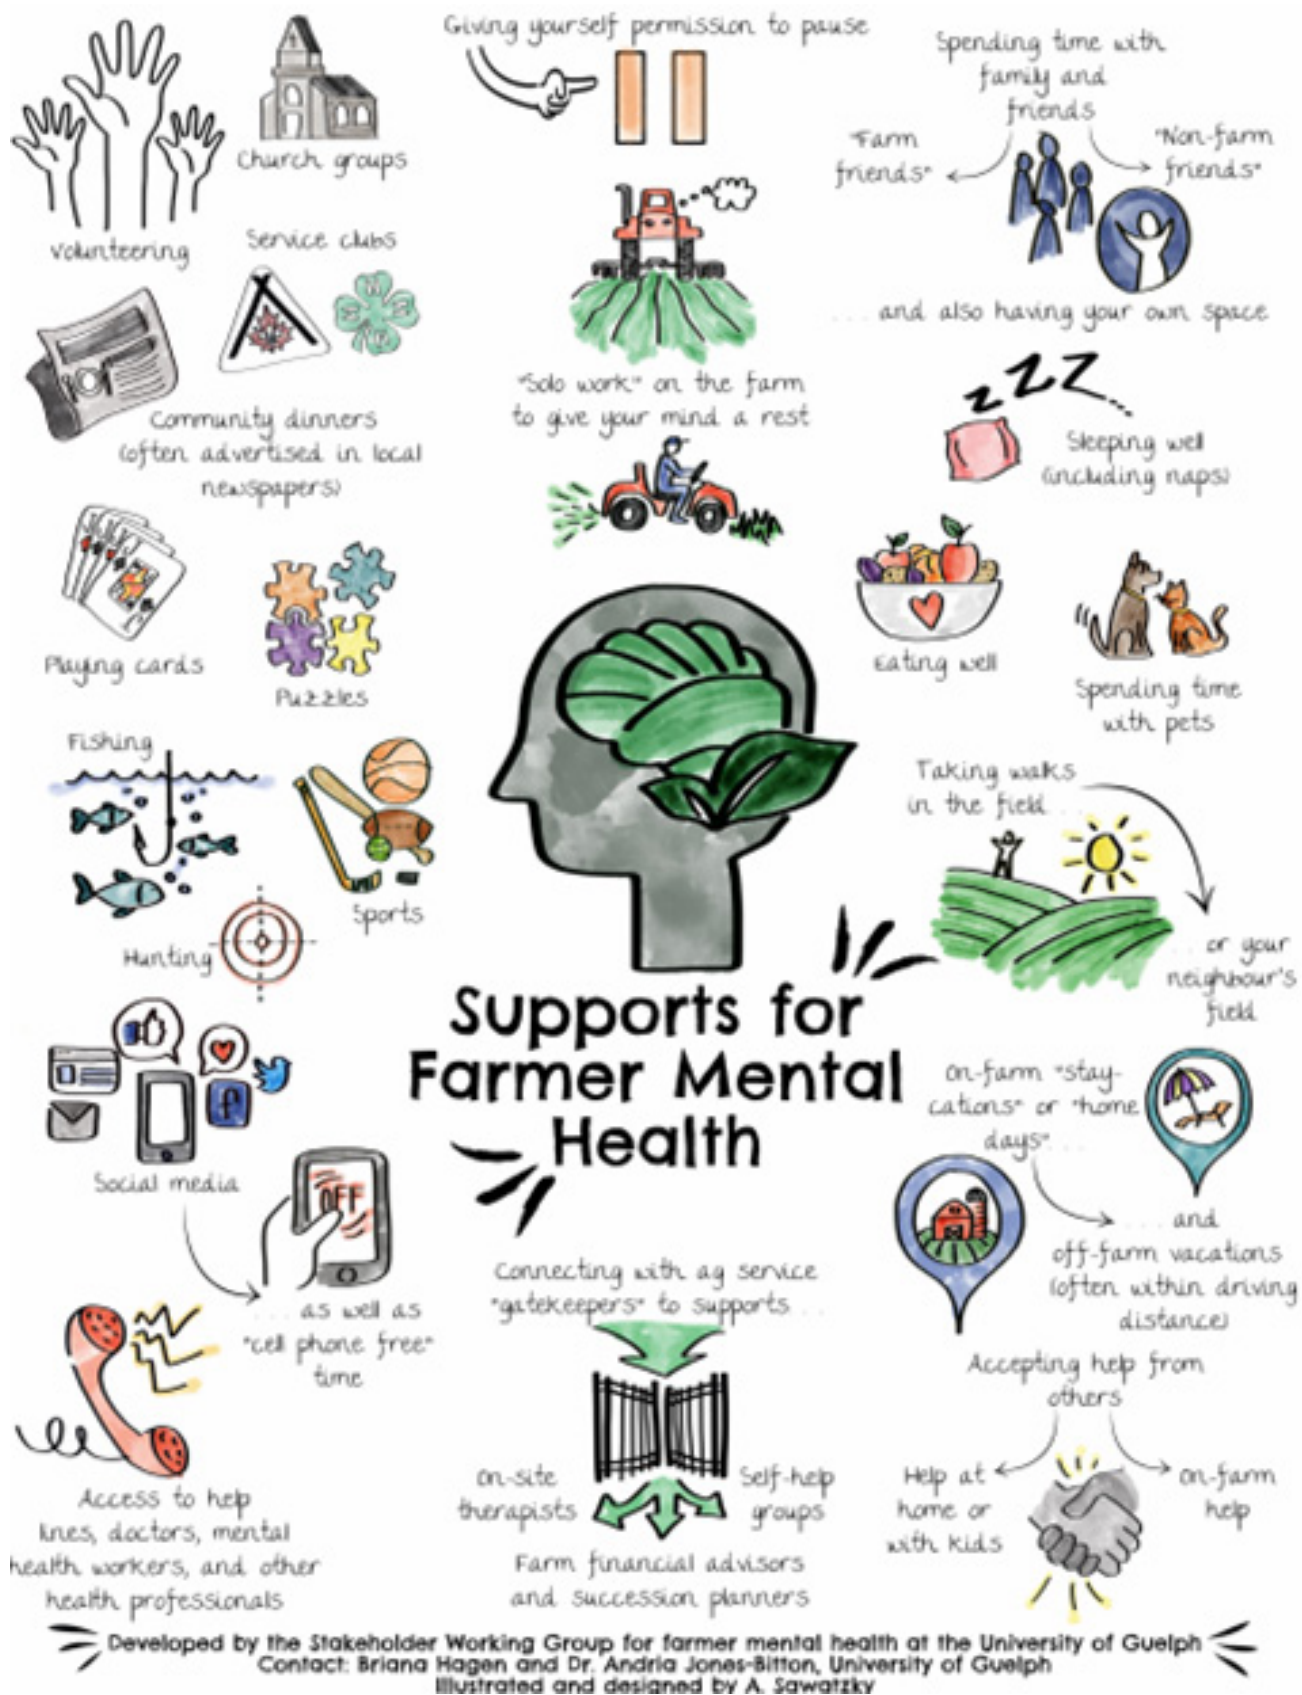 Giving yourself permission to pause
Spending time with
family and
friends
"Farm
friends"
"Non-farm
friends"
... and also having your own space
Church groups
Volunteering
Service clubs
"Solo work" on the farm
to give your mind a rest
Community dinners
(often advertised in local
newspapers)
zZZ
Sleeping well
(including naps)
Playing cards
Puzzles
Eating well
Spending time
with pets
Fishing
Sports
Hunting
Taking walks
in the field ...
... or your
neighbour's
field
Supports for
Farmer Mental
Health
Social media
OFF
... as well as
"cell phone free"
time
On-farm "stay-
cations" or "home
days" ...
... and
off-farm vacations
(often within driving
distance)
Connecting with ag service
"gatekeepers" to supports ...
On-site
therapists
Self-help
groups
Farm financial advisors
and succession planners
Accepting help from
others
Help at
home or
with kids
On-farm
help
Access to help
lines, doctors, mental
health workers, and other
health professionals
Developed by the Stakeholder Working Group for farmer mental health at the University of Guelph
Contact: Briana Hagen and Dr. Andria Jones-Bitton, University of Guelph
Illustrated and designed by A. Sawatzky